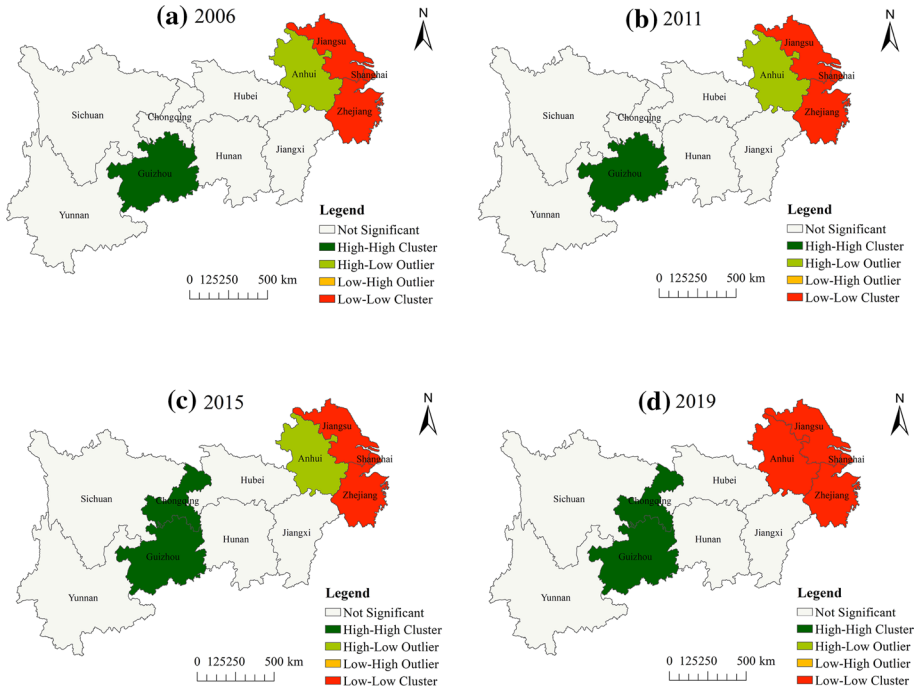 (a) 2006
N
Jiangsu
Anhui
Shanghai
Hubei
Sichuan
Chongqing
Zhejiang
Hunan
Jiangxi
Guizhou
Yunnan
Legend
Not Significant
High-High Cluster
High-Low Outlier
Low-High Outlier
Low-Low Cluster
0 125250 500 km
(b) 2011
N
Jiangsu
Anhui
Shanghai
Hubei
Sichuan
Chongqing
Zhejiang
Hunan
Jiangxi
Guizhou
Yunnan
Legend
Not Significant
High-High Cluster
High-Low Outlier
Low-High Outlier
Low-Low Cluster
0 125250 500 km
(c) 2015
N
Jiangsu
Anhui
Shanghai
Hubei
Sichuan
Chongqing
Zhejiang
Hunan
Jiangxi
Guizhou
Yunnan
Legend
Not Significant
High-High Cluster
High-Low Outlier
Low-High Outlier
Low-Low Cluster
0 125250 500 km
(d) 2019
N
Jiangsu
Anhui
Shanghai
Hubei
Sichuan
Chongqing
Zhejiang
Hunan
Jiangxi
Guizhou
Yunnan
Legend
Not Significant
High-High Cluster
High-Low Outlier
Low-High Outlier
Low-Low Cluster
0 125250 500 km